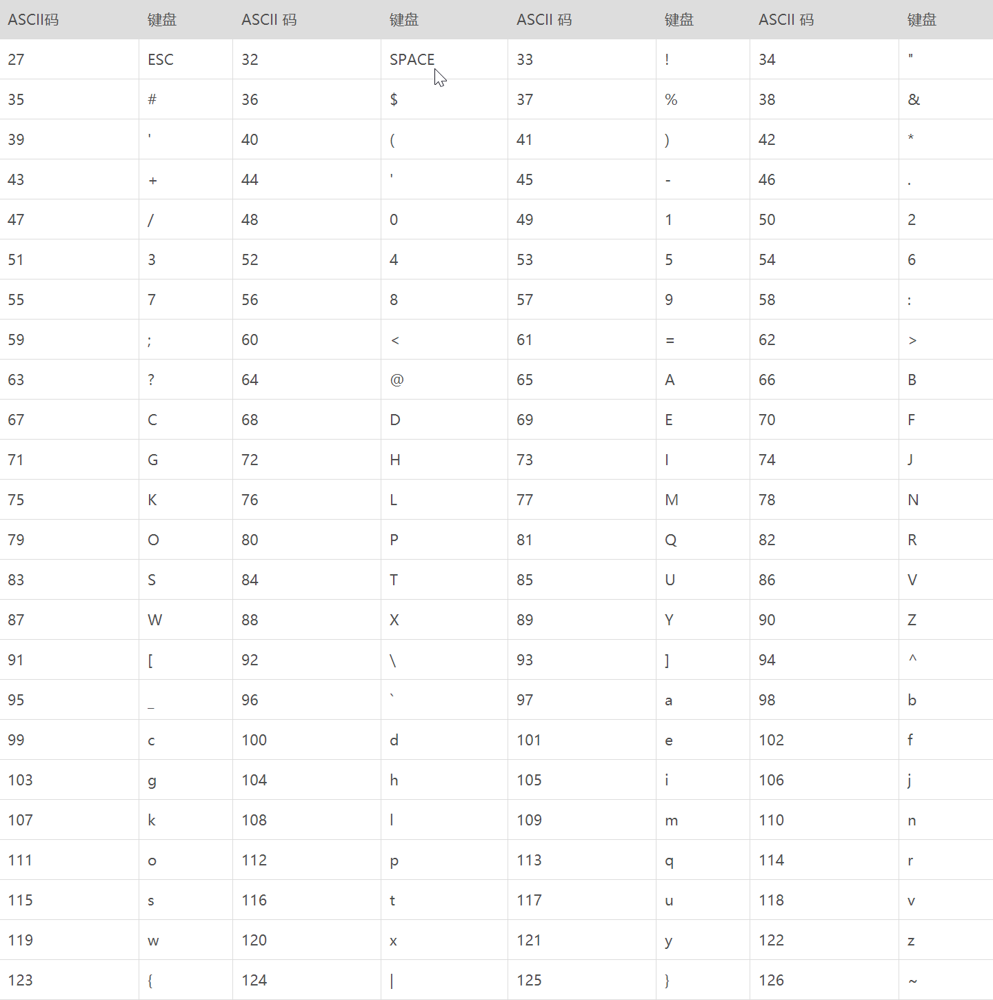 ASCII码 键盘 ASCII 码 键盘 ASCII 码 键盘 ASCII 码 键盘
27 ESC 32 SPACE 33 ! 34 "
35 # 36 $ 37 % 38 &
39 ' 40 ( 41 ) 42 *
43 + 44 ' 45 - 46 .
47 / 48 0 49 1 50 2
51 3 52 4 53 5 54 6
55 7 56 8 57 9 58 :
59 ; 60 < 61 = 62 >
63 ? 64 @ 65 A 66 B
67 C 68 D 69 E 70 F
71 G 72 H 73 I 74 J
75 K 76 L 77 M 78 N
79 O 80 P 81 Q 82 R
83 S 84 T 85 U 86 V
87 W 88 X 89 Y 90 Z
91 [ 92 \ 93 ] 94 ^
95 _ 96 ` 97 a 98 b
99 c 100 d 101 e 102 f
103 g 104 h 105 i 106 j
107 k 108 l 109 m 110 n
111 o 112 p 113 q 114 r
115 s 116 t 117 u 118 v
119 w 120 x 121 y 122 z
123 { 124 | 125 } 126 ~